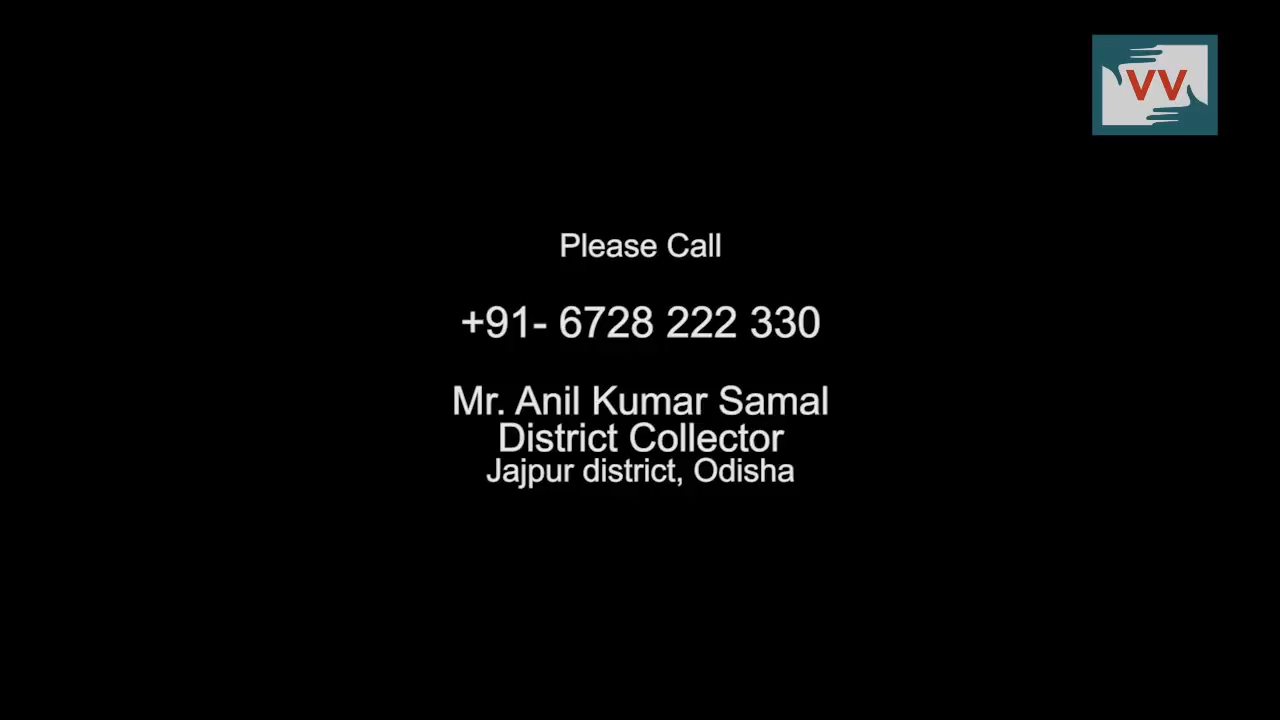 VV
Please Call
+91- 6728 222 330
Mr. Anil Kumar Samal
District Collector
Jajpur district, Odisha